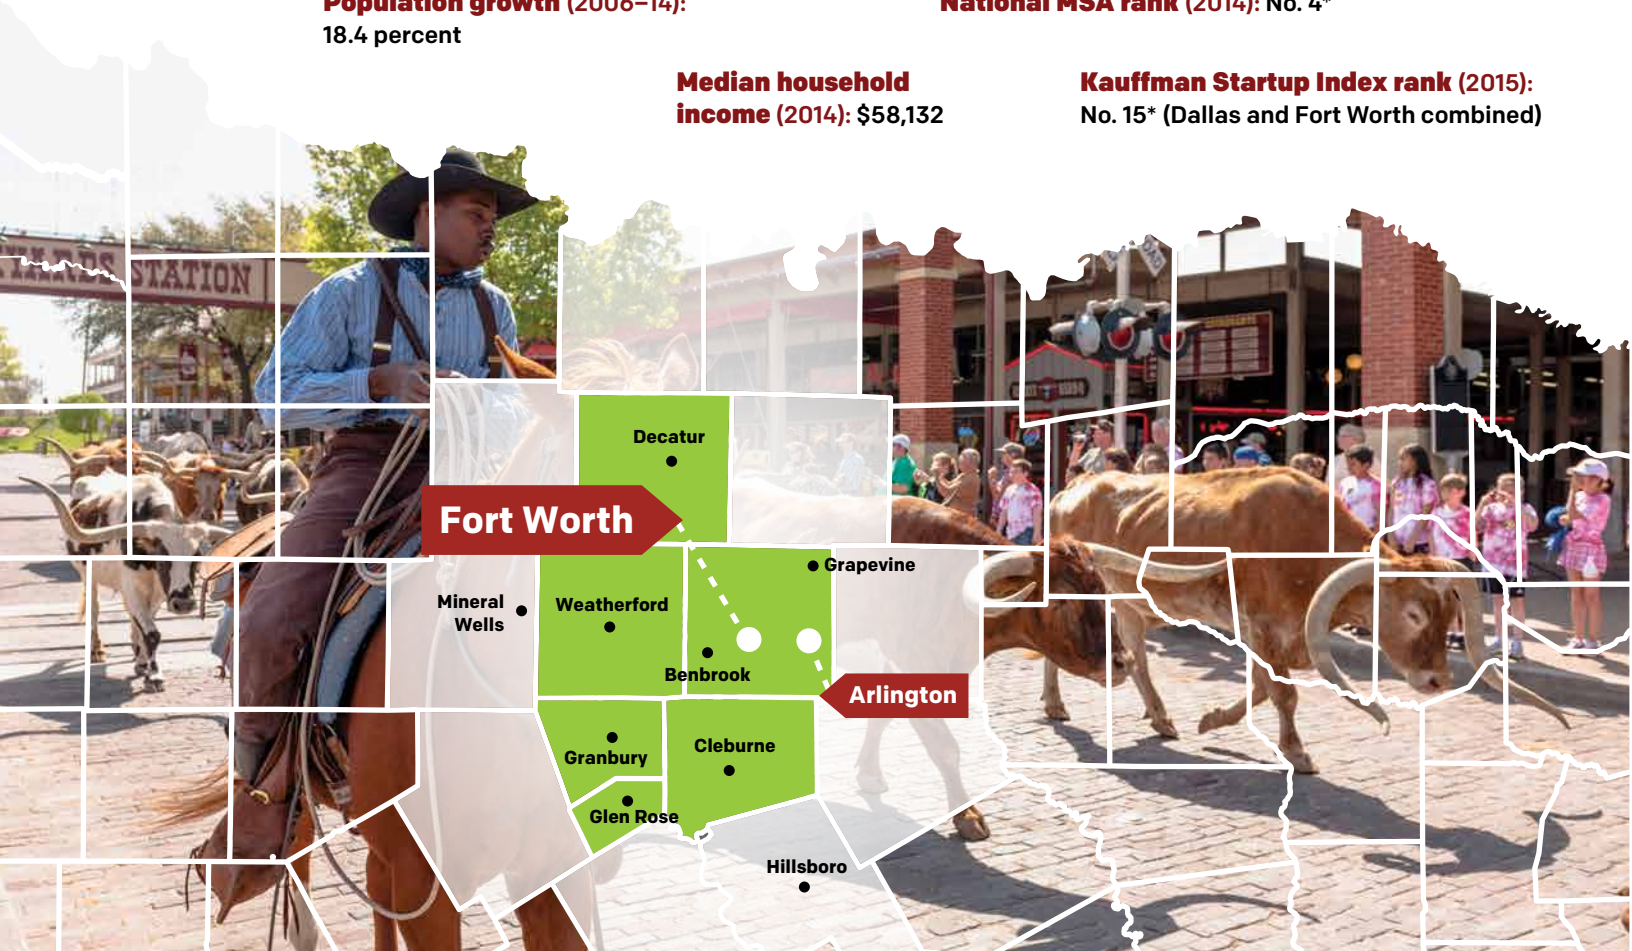 Population growth (2006–14):
18.4 percent
National MSA rank (2014): No. 4*
Median household
income (2014): $58,132
Kauffman Startup Index rank (2015):
No. 15* (Dallas and Fort Worth combined)
STATION
Decatur
Fort Worth
Grapevine
Mineral
Wells
Weatherford
Benbrook
Arlington
Granbury
Cleburne
Glen Rose
Hillsboro